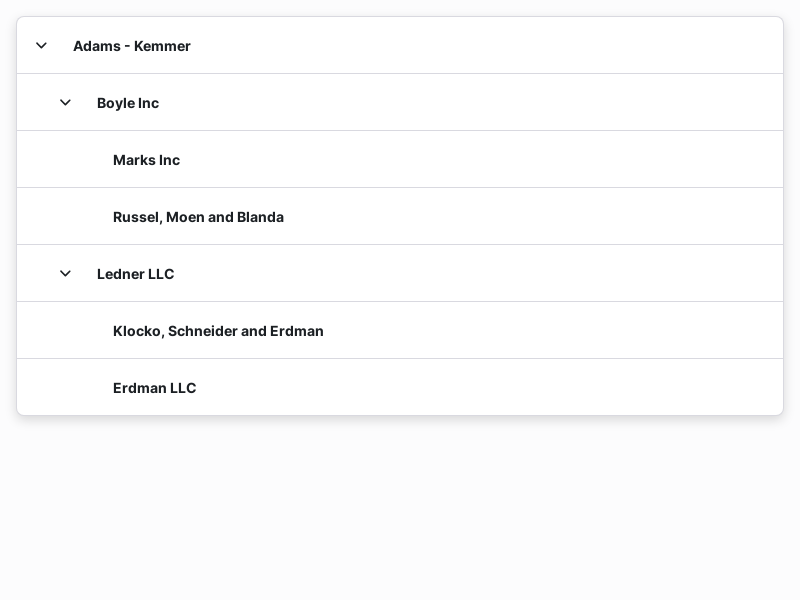 Adams - Kemmer
Boyle Inc
Marks Inc
Russel, Moen and Blanda
Ledner LLC
Klocko, Schneider and Erdman
Erdman LLC